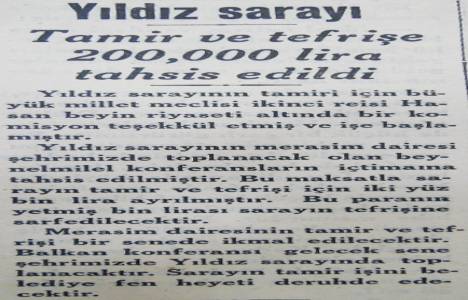 Yıldız sarayı
Tamir ve tefrişe
200,000 lira
tahsis edildi
Yıldız sarayının tamiri için bü-
yük millet meclisi ikinci reisi Ha-
san beyin riyaseti altında bir ko-
misyon teşekkül etmiş ve işe başla-
mıştır.
Yıldız sarayının merasim dairesi
şehrimizde toplanacak olan bey-
nelmilel konferansların içtimaına
tahsis edilmiştir. Bu maksatla sa-
rayın tamir ve tefrişi için iki yüz
bin lira ayrılmıştır. Bu paranın
yetmiş bin lirası sarayın tefrişine
sarfedilecektir.
Merasim dairesinin tamir ve tef-
rişi bir senede ikmal edilecektir.
Balkan konferansı gelecek sene
şehrimizde Yıldız sarayında top-
lanacaktır. Sarayın tamir işini be-
lediye fen heyeti deruhde ede-
cektir.